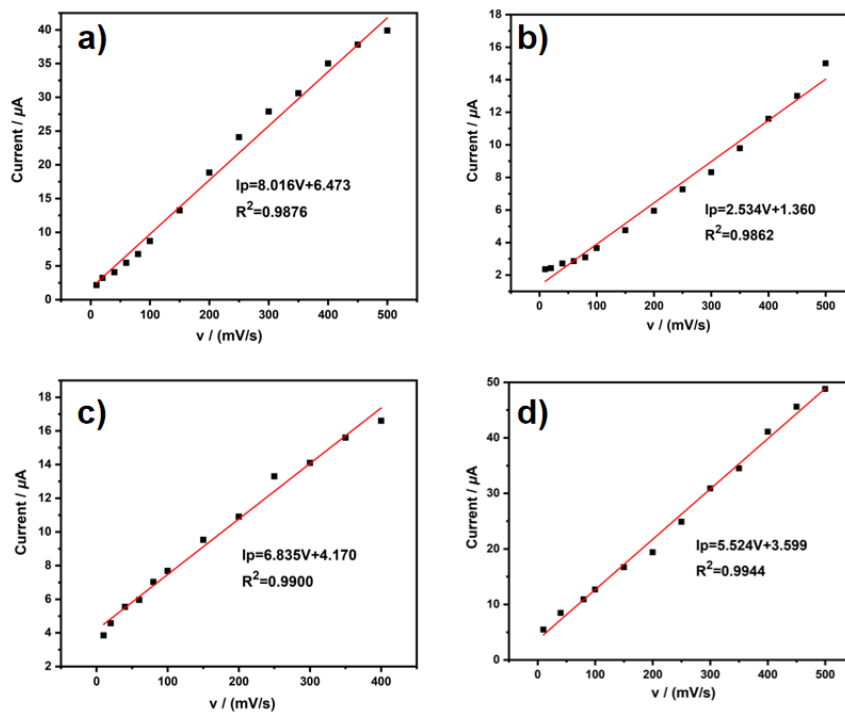 a)
40
35
30
25
20
15
10
5
0
Current / µA
Ip=8.016V+6.473
R²=0.9876
0 100 200 300 400 500
v / (mV/s)
b)
18
16
14
12
10
8
6
4
2
Current / µA
Ip=2.534V+1.360
R²=0.9862
0 100 200 300 400 500
v / (mV/s)
c)
18
16
14
12
10
8
6
4
2
Current / µA
Ip=6.835V+4.170
R²=0.9900
0 100 200 300 400
v / (mV/s)
d)
50
40
30
20
10
0
Current / µA
Ip=5.524V+3.599
R²=0.9944
0 100 200 300 400 500
v / (mV/s)